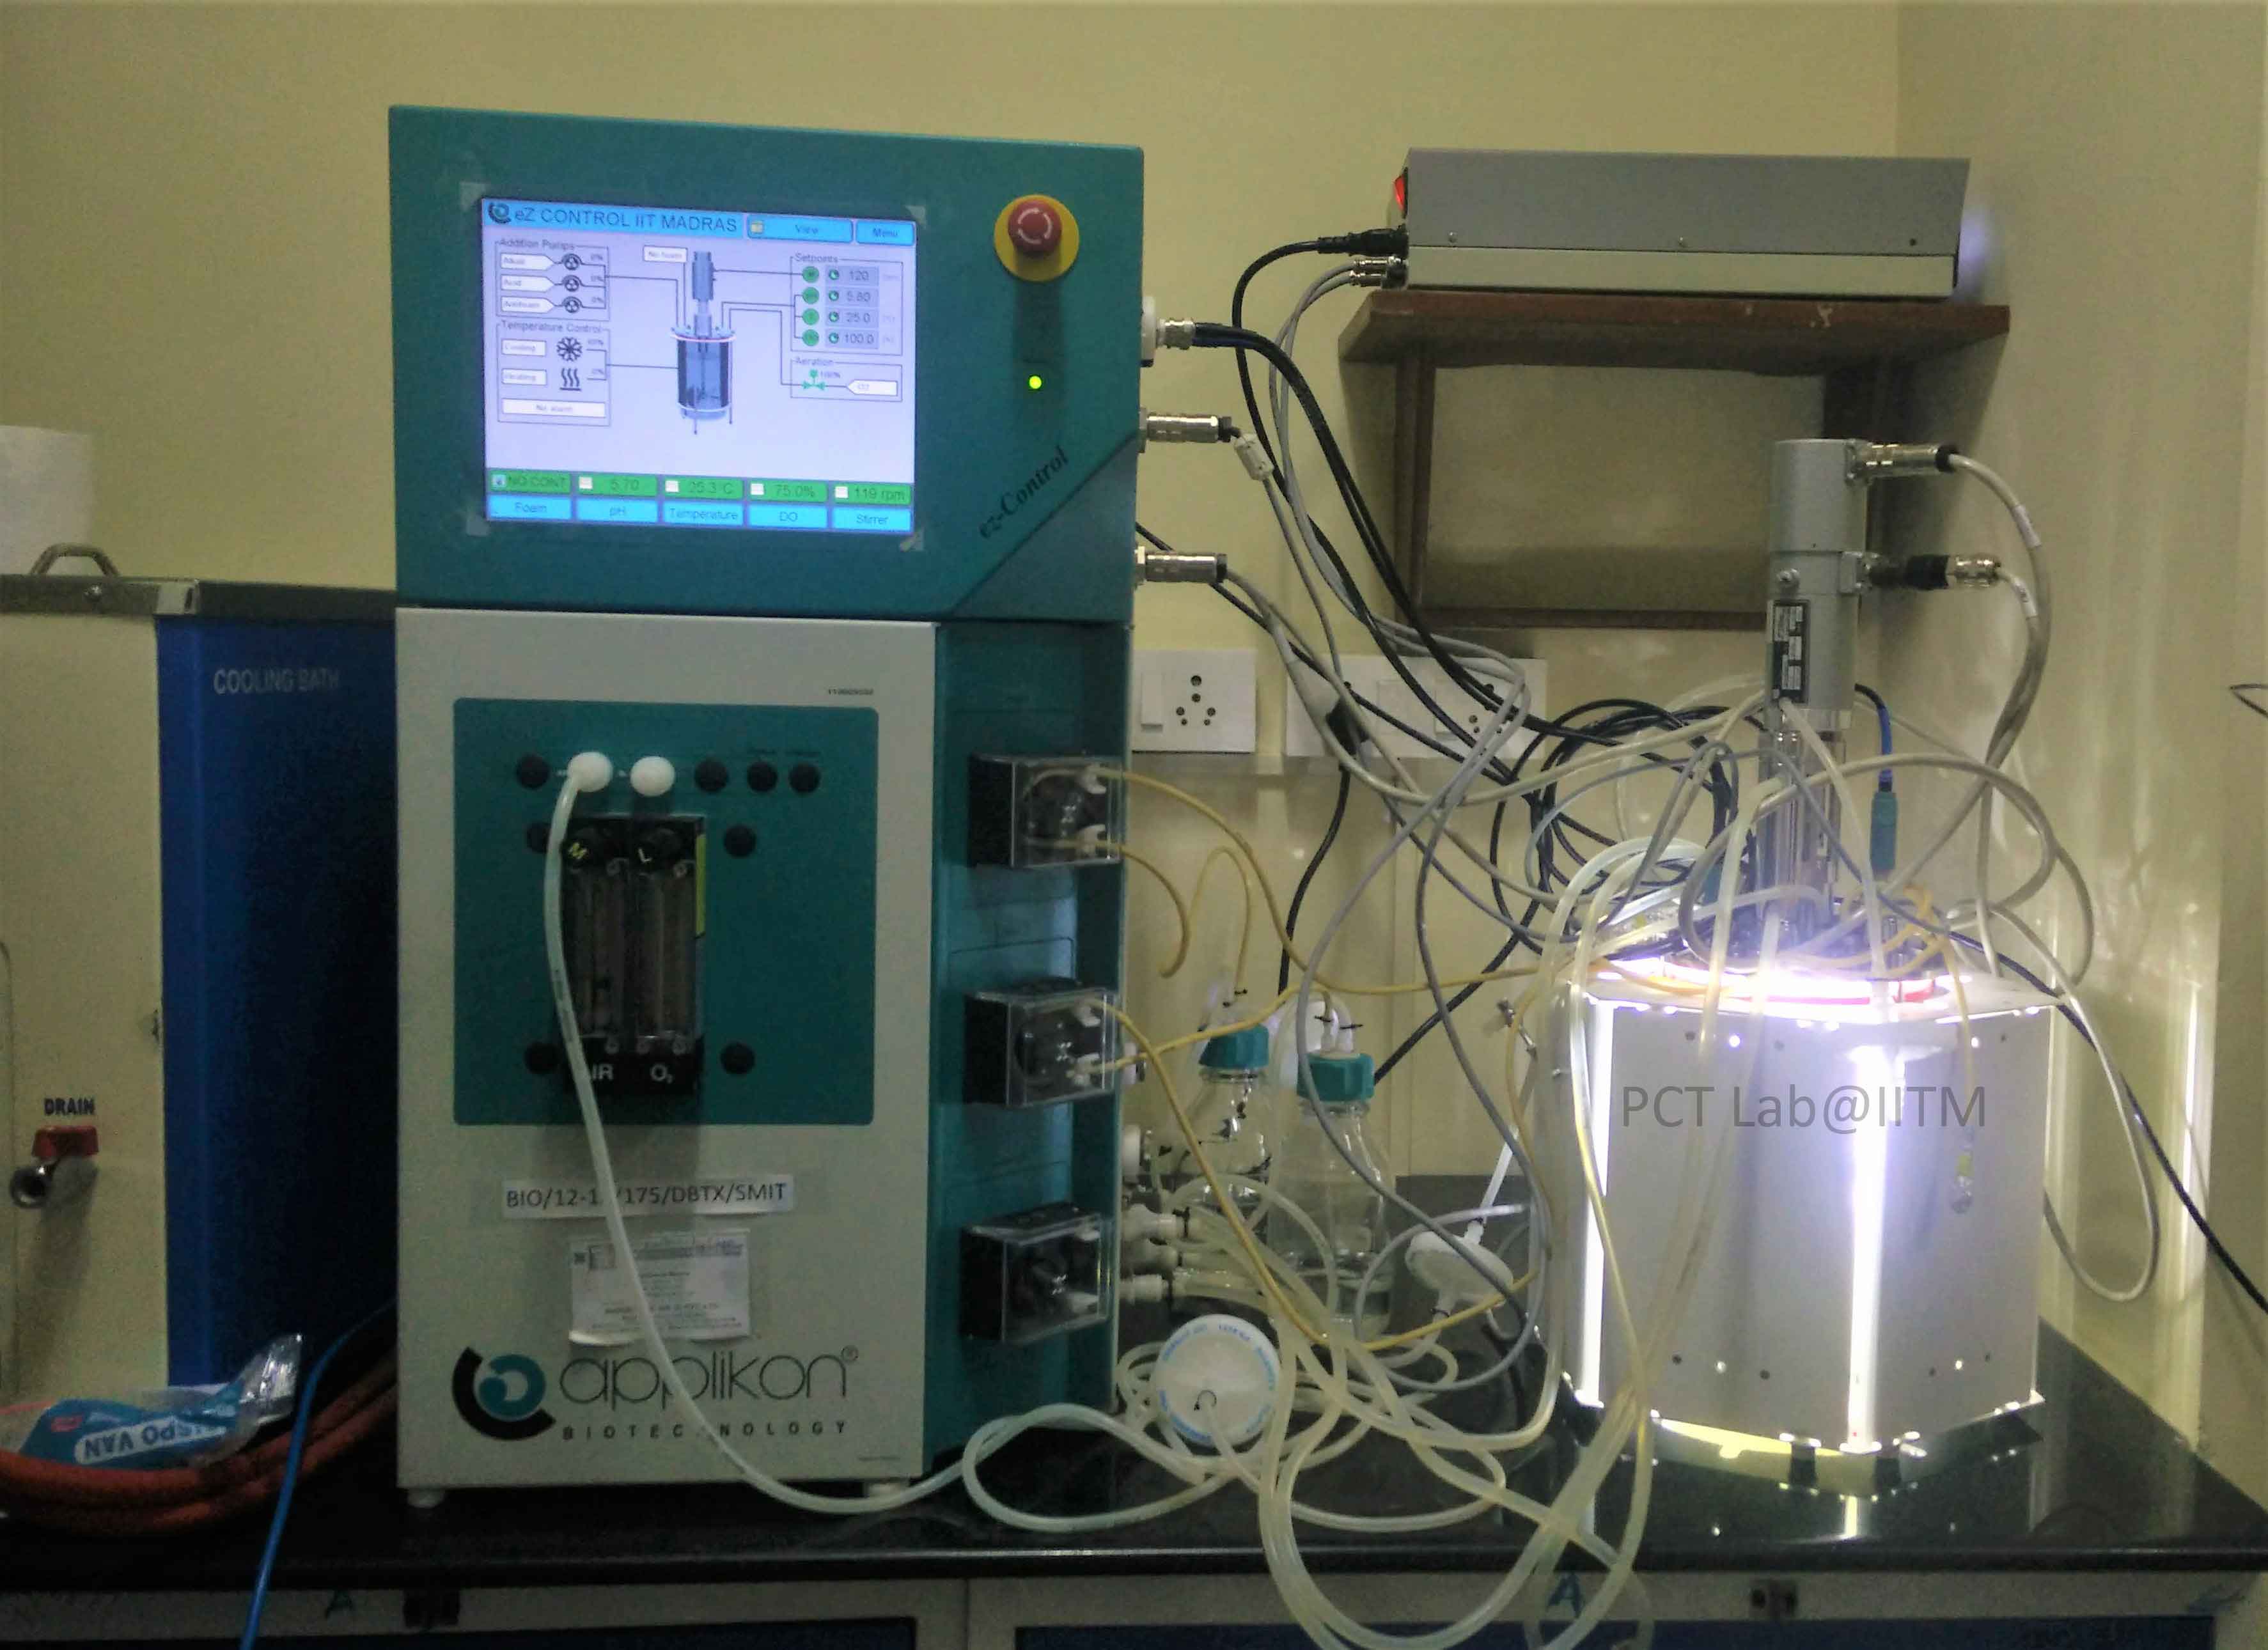 eZ CONTROL IIT MADRAS
View
Menu
Addition Pumps
Alkali
0%
Acid
0%
Antifoam
0%
No foam
Setpoints
120
5.80
25.0
100.0
Temperature Control
Cooling
Heating
0%
No alarm
Aeration
100%
O2
NO CONT
5.70
25.3°C
75.0%
119 rpm
Foam
pH
Temperature
DO
Stirrer
ez-Control
COOLING BATH
M
L
AIR
O₂
DRAIN
PCT Lab@IITM
BIO/12-1 /175/DBTX/SMIT
applikon®
BIOTECHNOLOGY
DISPO VAN
A
A